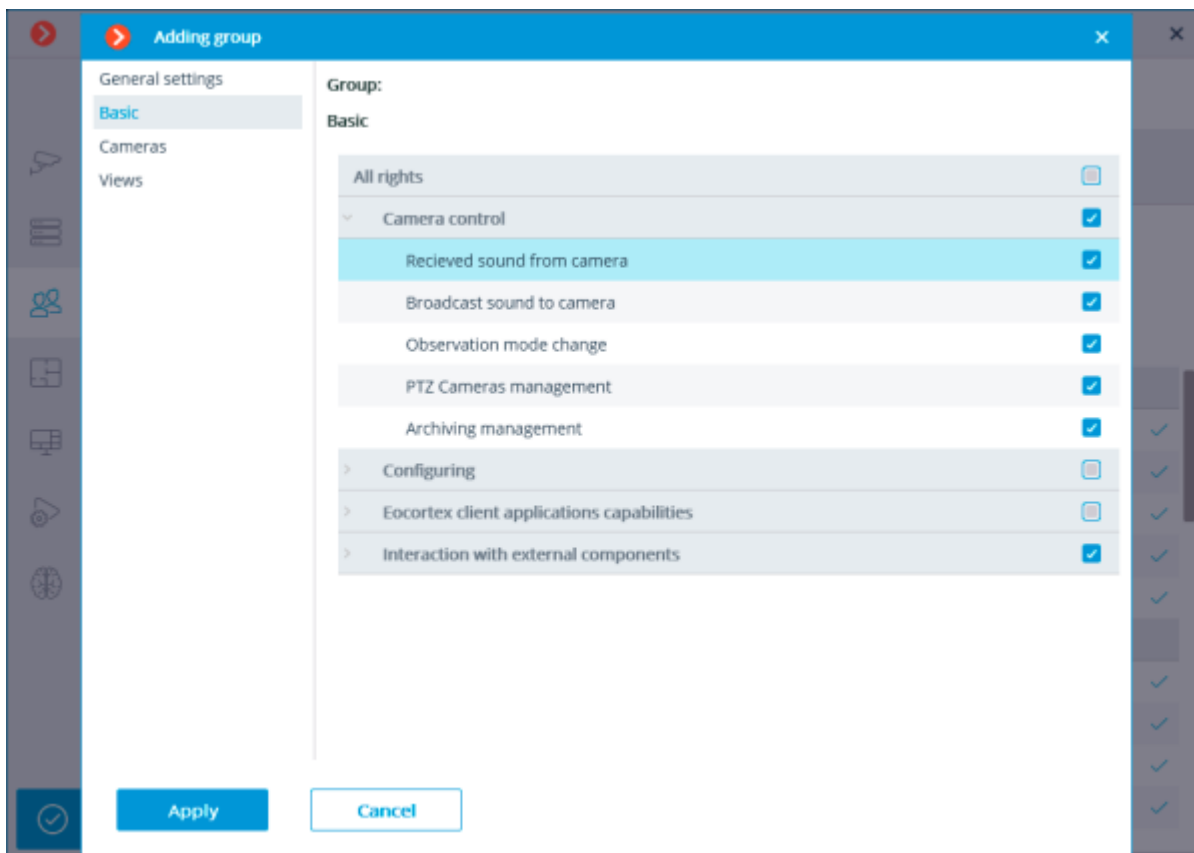 Adding group
General settings
Basic
Cameras
Views
Group:
Basic
All rights
Camera control
Recieved sound from camera
Broadcast sound to camera
Observation mode change
PTZ Cameras management
Archiving management
Configuring
Eocortex client applications capabilities
Interaction with external components
Apply
Cancel